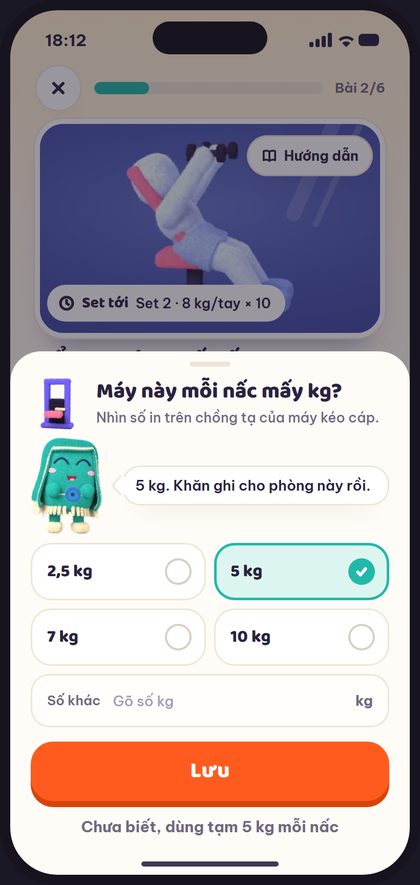 18:12
Bài 2/6
Hướng dẫn
Set tới Set 2 · 8 kg/tay × 10
Máy này mỗi nấc mấy kg?
Nhìn số in trên chồng tạ của máy kéo cáp.
5 kg. Khăn ghi cho phòng này rồi.
2,5 kg
5 kg
7 kg
10 kg
Số khác Gõ số kg kg
Lưu
Chưa biết, dùng tạm 5 kg mỗi nấc